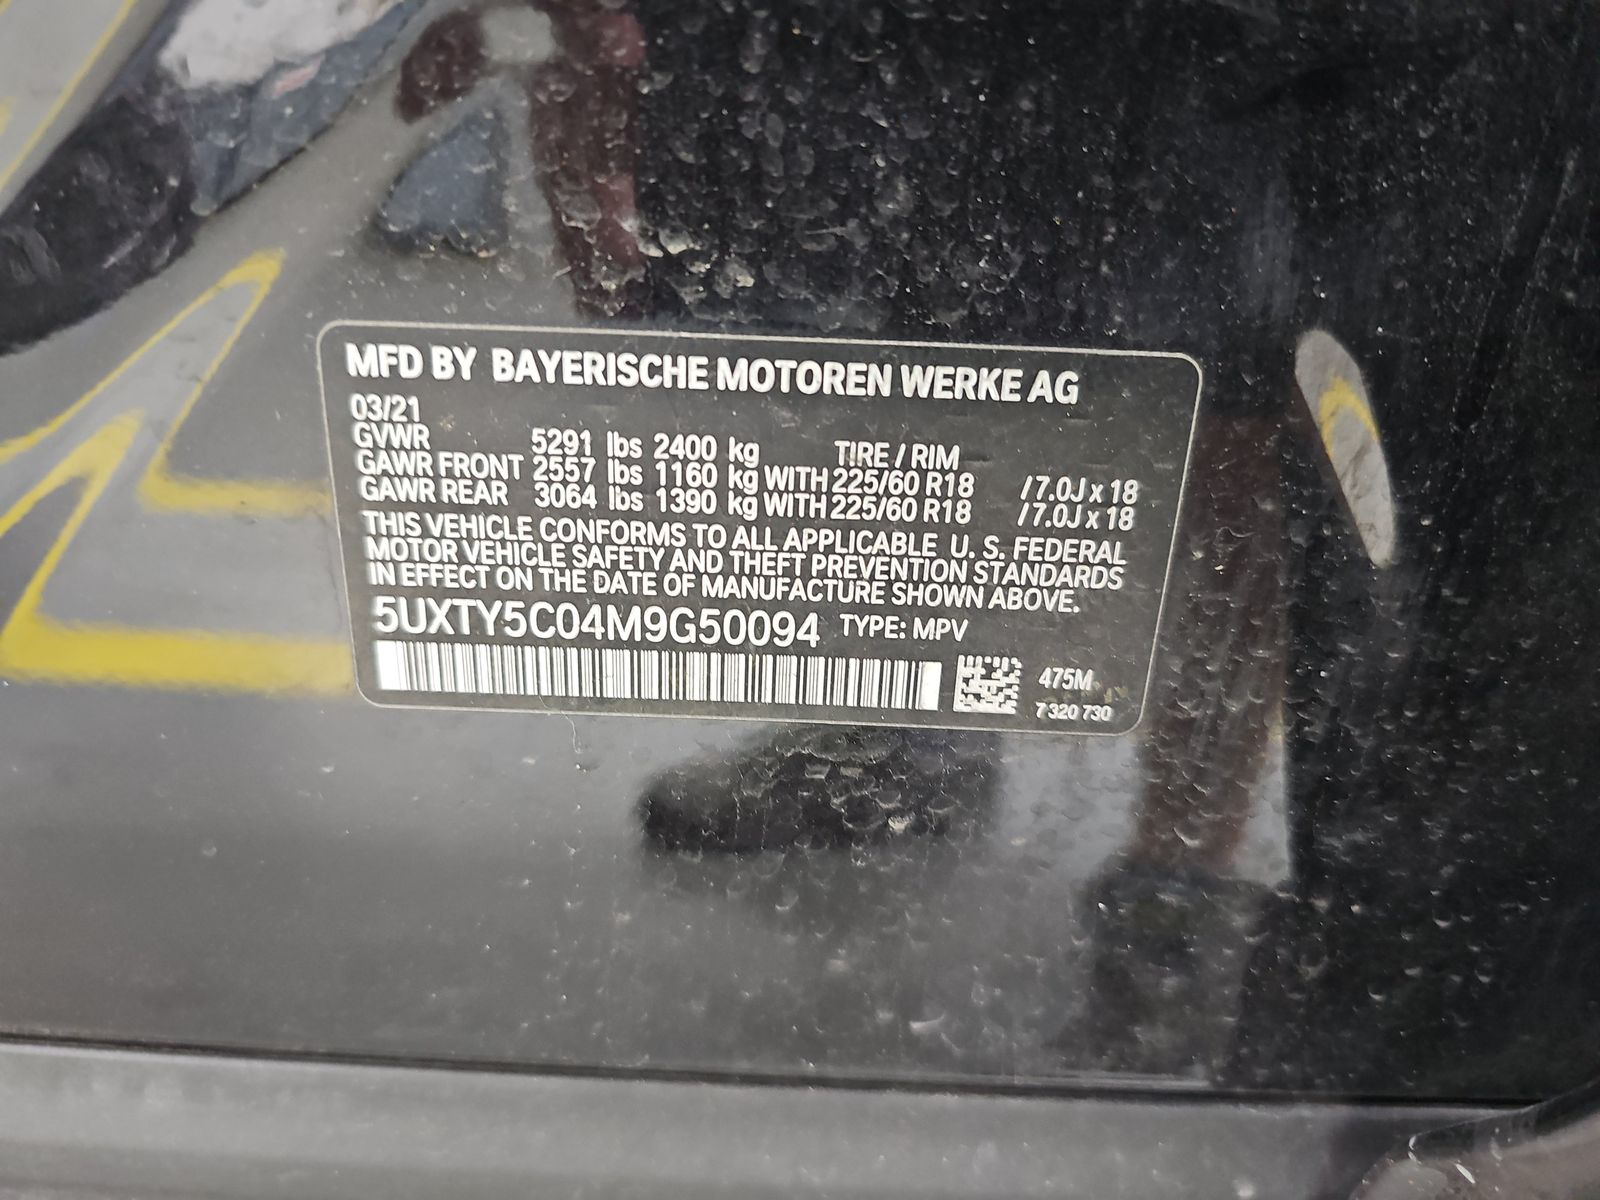 MFD BY BAYERISCHE MOTOREN WERKE AG
03/21
GVWR 5291 lbs 2400 kg TIRE / RIM
GAWR FRONT 2557 lbs 1160 kg WITH 225/60 R18 / 7.0J x 18
GAWR REAR 3064 lbs 1390 kg WITH 225/60 R18 / 7.0J x 18
THIS VEHICLE CONFORMS TO ALL APPLICABLE U. S. FEDERAL
MOTOR VEHICLE SAFETY AND THEFT PREVENTION STANDARDS
IN EFFECT ON THE DATE OF MANUFACTURE SHOWN ABOVE.
5UXTY5C04M9G50094 TYPE: MPV
475M
7 320 730